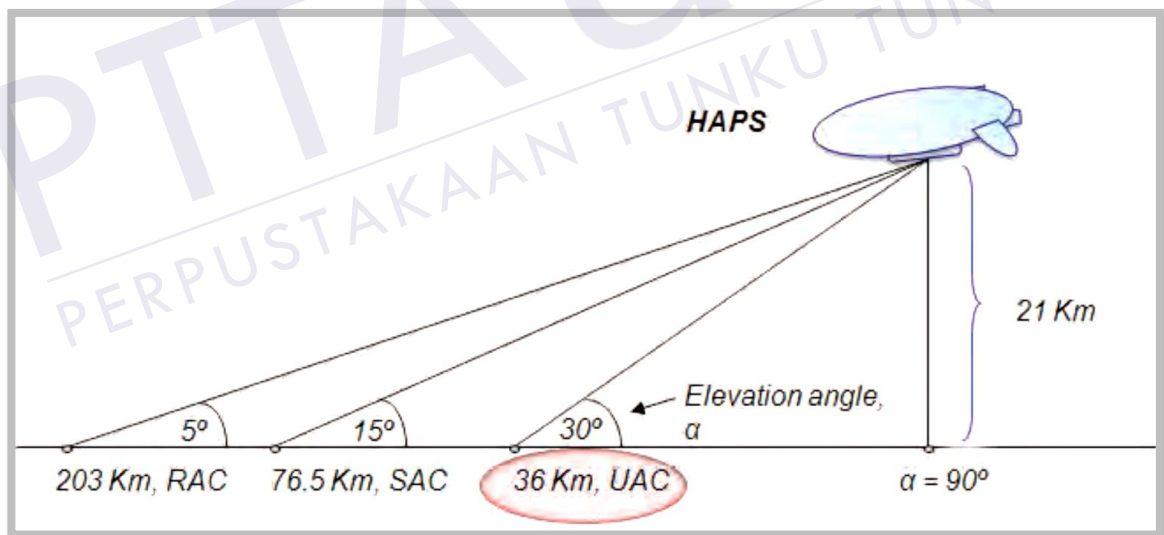 PTTA
PERPUSTAKAAN TUNKU TUN
HAPS
21 Km
Elevation angle,
α
5º
15º
30º
203 Km, RAC
76.5 Km, SAC
36 Km, UAC
α = 90º